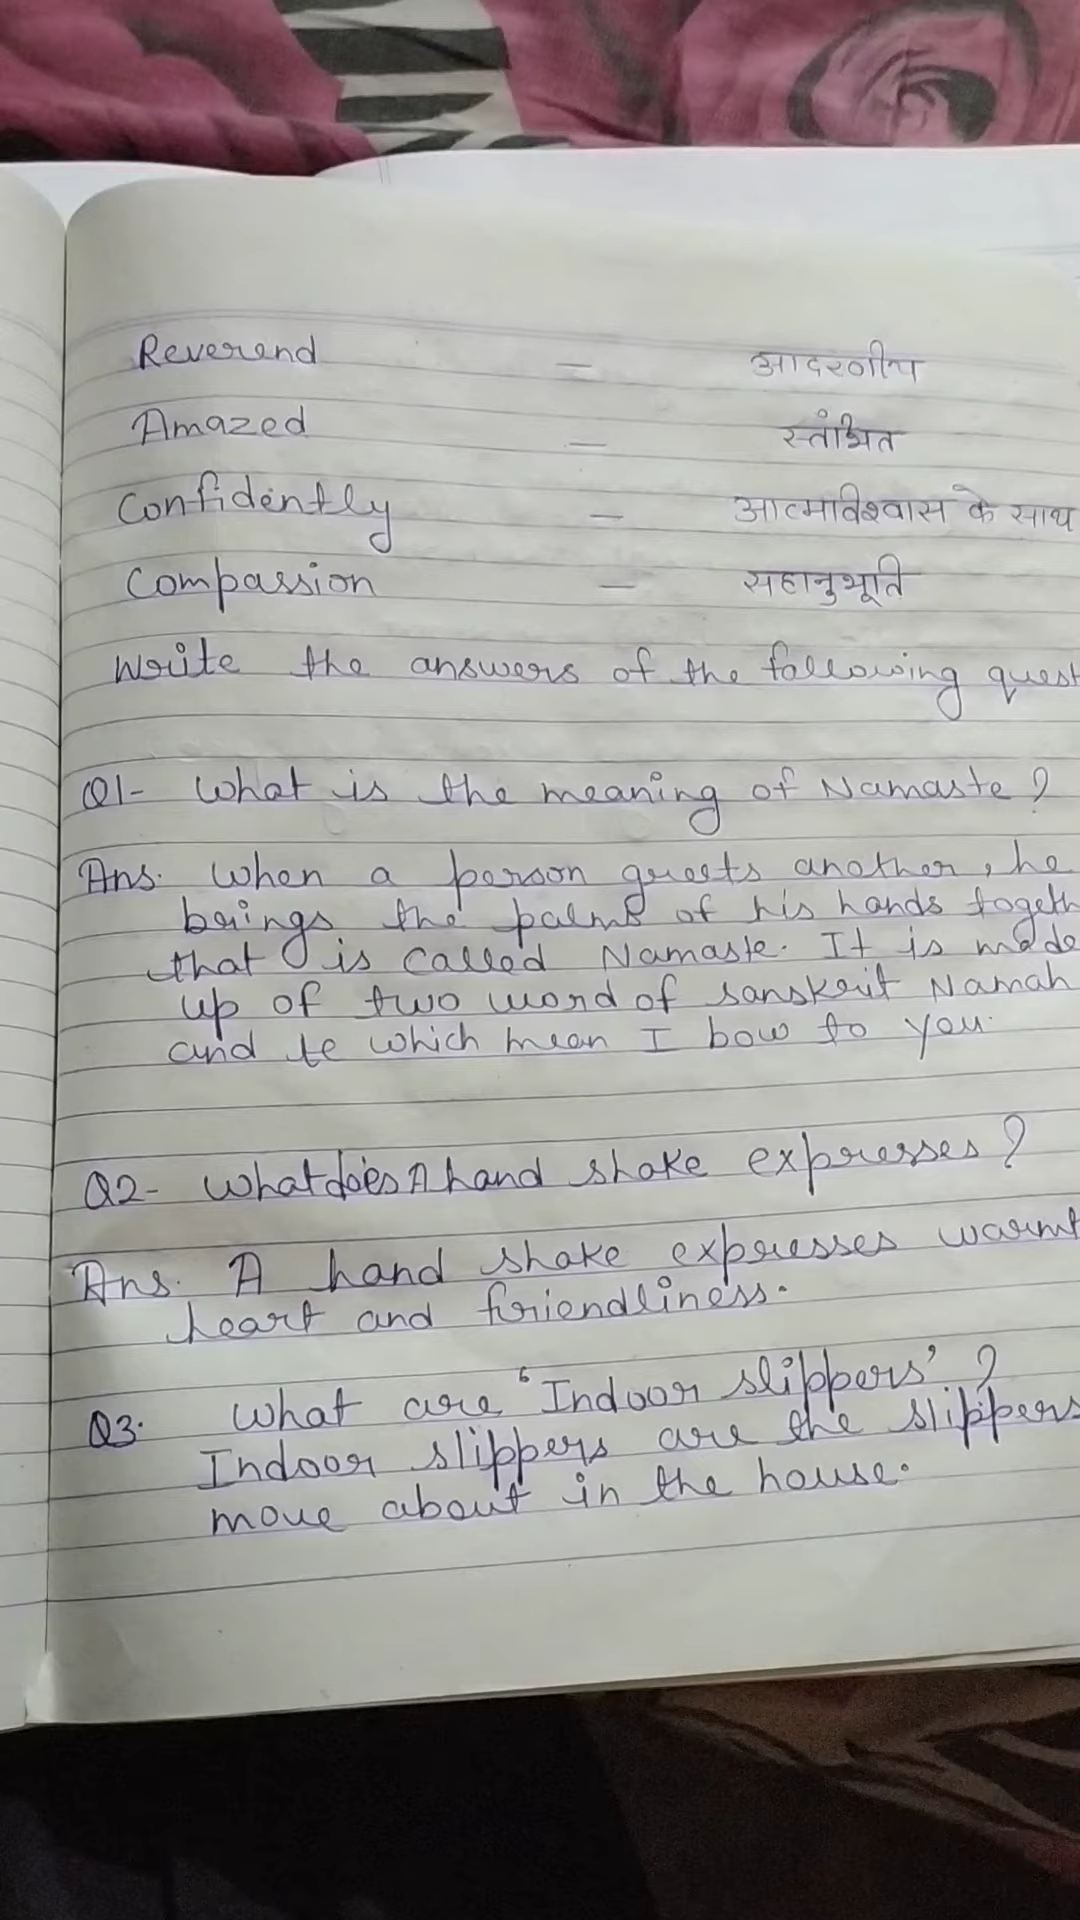 Reverend - आदरणीय
Amazed - स्तंभित
Confidently - आत्मविश्वास के साथ
Compassion - सहानुभूति
Write the answers of the following quest
Q1- What is the meaning of Namaste?
Ans. When a person greets another, he
brings the palms of his hands togeth
that is called Namaste. It is made
up of two word of sanskrit Namah
and te which mean I bow to you.
Q2- What does A hand shake expresses?
Ans. A hand shake expresses warmt
heart and friendliness.
Q3. What are 'Indoor slippers'?
Indoor slippers are the slippers
move about in the house.